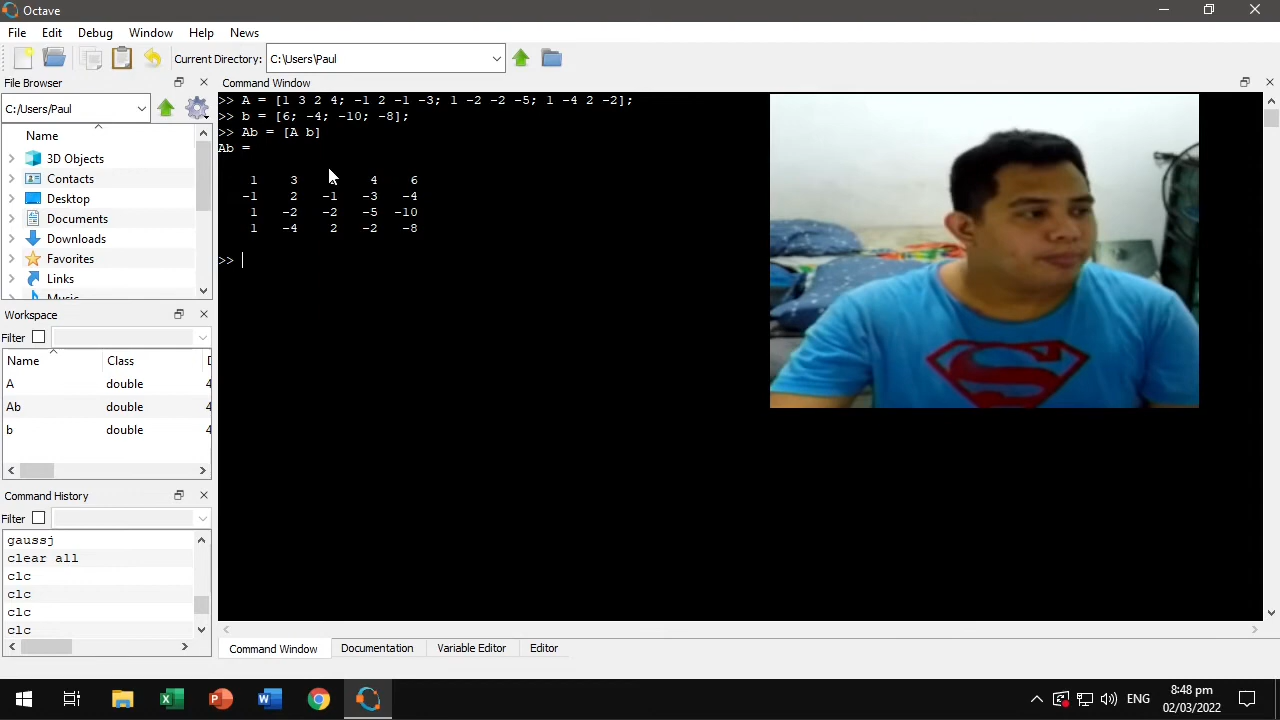 Octave
File Edit Debug Window Help News
Current Directory: C:\Users\Paul
File Browser
C:/Users/Paul
Name
3D Objects
Contacts
Desktop
Documents
Downloads
Favorites
Links
Music
Workspace
Filter
Name Class
A double 4
Ab double 4
b double 4
Command History
Filter
gaussj
clear all
clc
clc
clc
clc
Command Window
>> A = [1 3 2 4; -1 2 -1 -3; 1 -2 -2 -5; 1 -4 2 -2];
>> b = [6; -4; -10; -8];
>> Ab = [A b]
Ab =
1 3 4 6
-1 2 -1 -3 -4
1 -2 -2 -5 -10
1 -4 2 -2 -8
>>
Command Window Documentation Variable Editor Editor
ENG
8:48 pm
02/03/2022